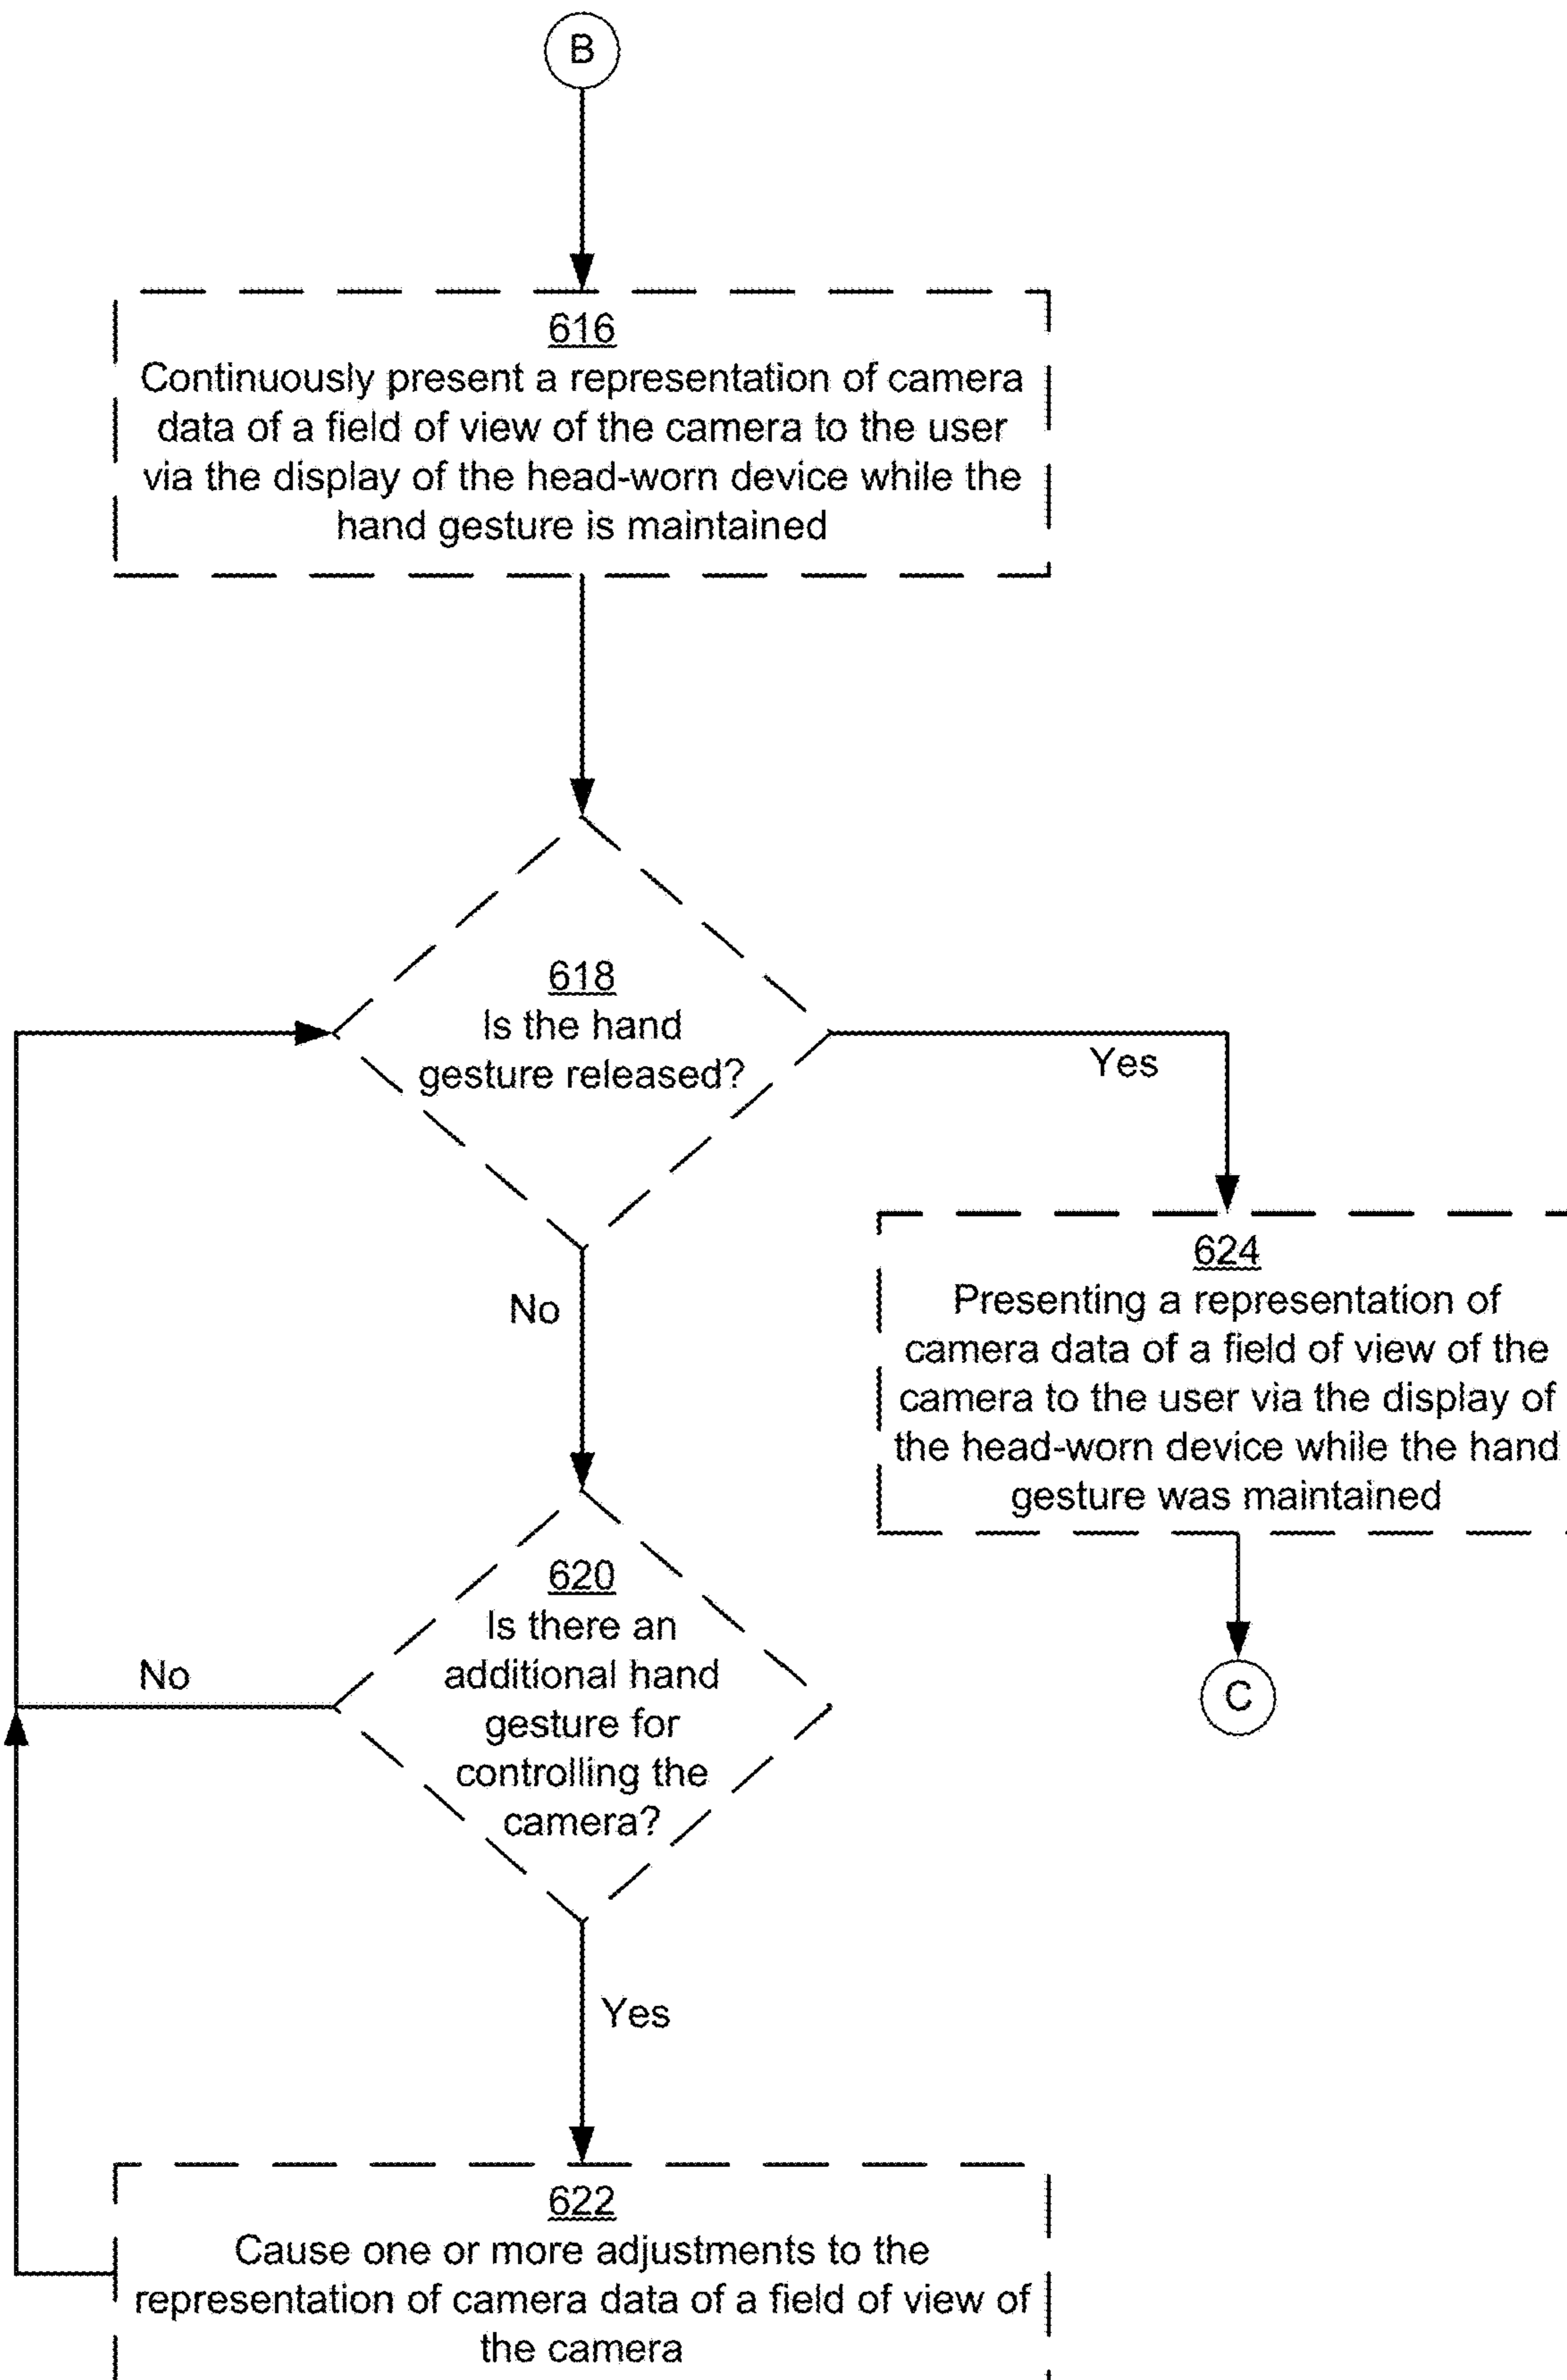 B
616
Continuously present a representation of camera
data of a field of view of the camera to the user
via the display of the head-worn device while the
hand gesture is maintained
618
Is the hand
gesture released?
Yes
No
624
Presenting a representation of
camera data of a field of view of the
camera to the user via the display of
the head-worn device while the hand
gesture was maintained
C
620
Is there an
additional hand
gesture for
controlling the
camera?
No
Yes
622
Cause one or more adjustments to the
representation of camera data of a field of view of
the camera